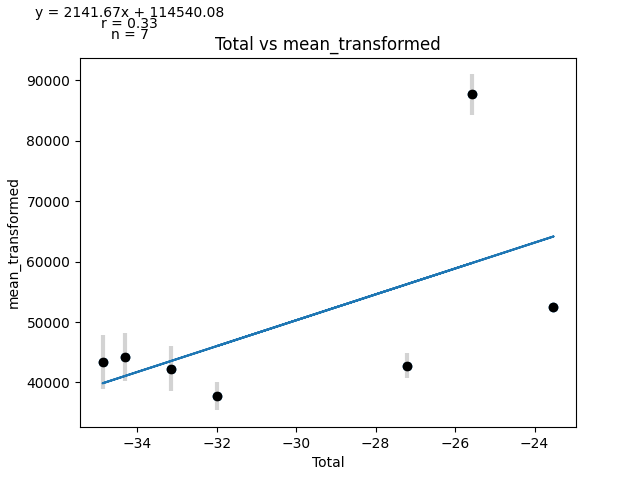 y = 2141.67x + 114540.08
r = 0.33
n = 7
Total vs mean_transformed
90000
80000
70000
60000
50000
40000
mean_transformed
−34
−32
−30
−28
−26
−24
Total